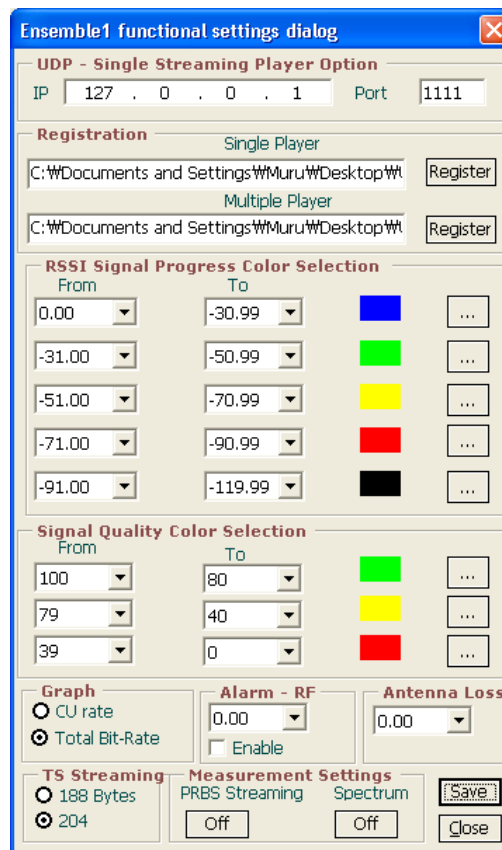 Ensemble1 functional settings dialog
UDP - Single Streaming Player Option
IP 127 . 0 . 0 . 1 Port 1111
Registration
Single Player
C:₩Documents and Settings₩Muru₩Desktop₩ Register
Multiple Player
C:₩Documents and Settings₩Muru₩Desktop₩ Register
RSSI Signal Progress Color Selection
From To
0.00 -30.99 ...
-31.00 -50.99 ...
-51.00 -70.99 ...
-71.00 -90.99 ...
-91.00 -119.99 ...
Signal Quality Color Selection
From To
100 80 ...
79 40 ...
39 0 ...
Graph Alarm - RF Antenna Loss
CU rate 0.00 0.00
Total Bit-Rate Enable
TS Streaming Measurement Settings
188 Bytes PRBS Streaming Spectrum Save
204 Off Off Close